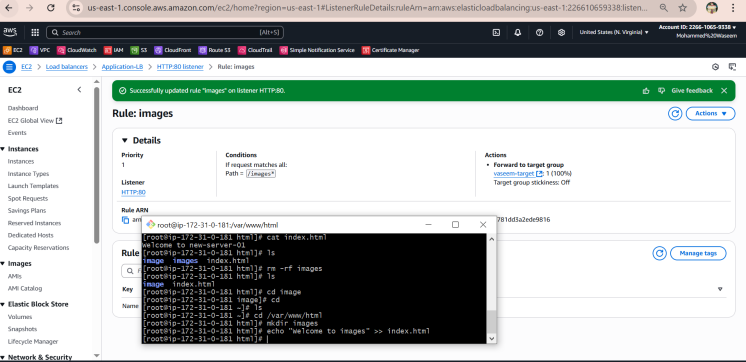 us-east-1.console.aws.amazon.com/ec2/home?region=us-east-1#ListenerRuleDetails:ruleArn=arn:aws:elasticloadbalancing:us-east-1:226610659338:listen...
aws
Search
[Alt+S]
United States (N. Virginia)
Account ID: 2266-1065-9338
Mohammed%20Waseem
EC2 VPC CloudWatch IAM S3 CloudFront Route 53 CloudTrail Simple Notification Service Certificate Manager
EC2 > Load balancers > Application-LB > HTTP:80 listener > Rule: images
EC2
Dashboard
EC2 Global View
Events
Instances
Instances
Instance Types
Launch Templates
Spot Requests
Savings Plans
Reserved Instances
Dedicated Hosts
Capacity Reservations
Images
AMIs
AMI Catalog
Elastic Block Store
Volumes
Snapshots
Lifecycle Manager
Network & Security
Successfully updated rule "images" on listener HTTP:80.
Give feedback
Rule: images
Actions
Details
Priority
1
Listener
HTTP:80
Rule ARN
Conditions
If request matches all:
Path = /images*
Actions
Forward to target group
vaseem-target: 1 (100%)
Target group stickiness: Off
781dd3a2ede9816
Rule
Manage tags
Key
Name
root@ip-172-31-0-181:/var/www/html
[root@ip-172-31-0-181 html]# cat index.html
welcome to new-server-01
[root@ip-172-31-0-181 html]# ls
image images index.html
[root@ip-172-31-0-181 html]# rm -rf images
[root@ip-172-31-0-181 html]# ls
image index.html
[root@ip-172-31-0-181 html]# cd image
[root@ip-172-31-0-181 image]# cd
[root@ip-172-31-0-181 ~]# ls
[root@ip-172-31-0-181 ~]# cd /var/www/html
[root@ip-172-31-0-181 html]# mkdir images
[root@ip-172-31-0-181 html]# echo "Welcome to images" >> index.html
[root@ip-172-31-0-181 html]#